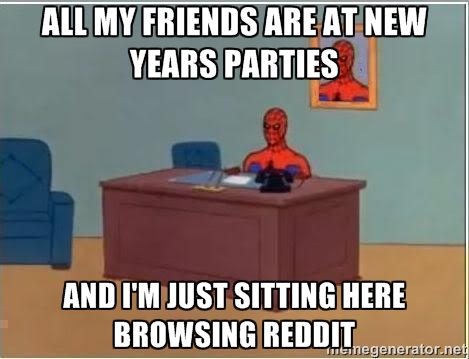 ALL MY FRIENDS ARE AT NEW
YEARS PARTIES
AND I'M JUST SITTING HERE
BROWSING REDDIT
memegenerator.net